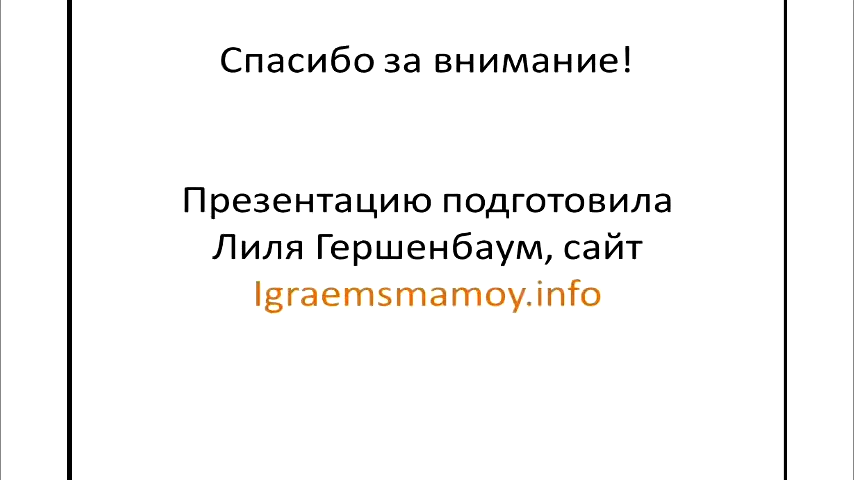 Спасибо за внимание!
Презентацию подготовила
Лиля Гершенбаум, сайт
Igraemsmamoy.info